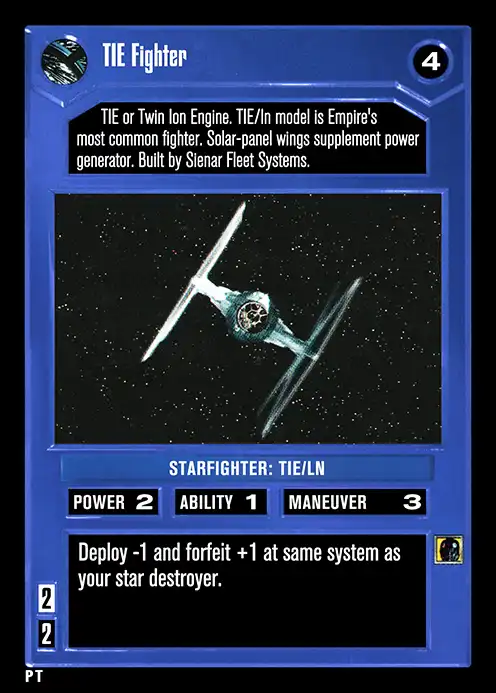 TIE Fighter
4
TIE or Twin Ion Engine. TIE/ln model is Empire's
most common fighter. Solar-panel wings supplement power
generator. Built by Sienar Fleet Systems.
STARFIGHTER: TIE/LN
POWER 2 ABILITY 1 MANEUVER 3
Deploy -1 and forfeit +1 at same system as
your star destroyer.
2
2
PT